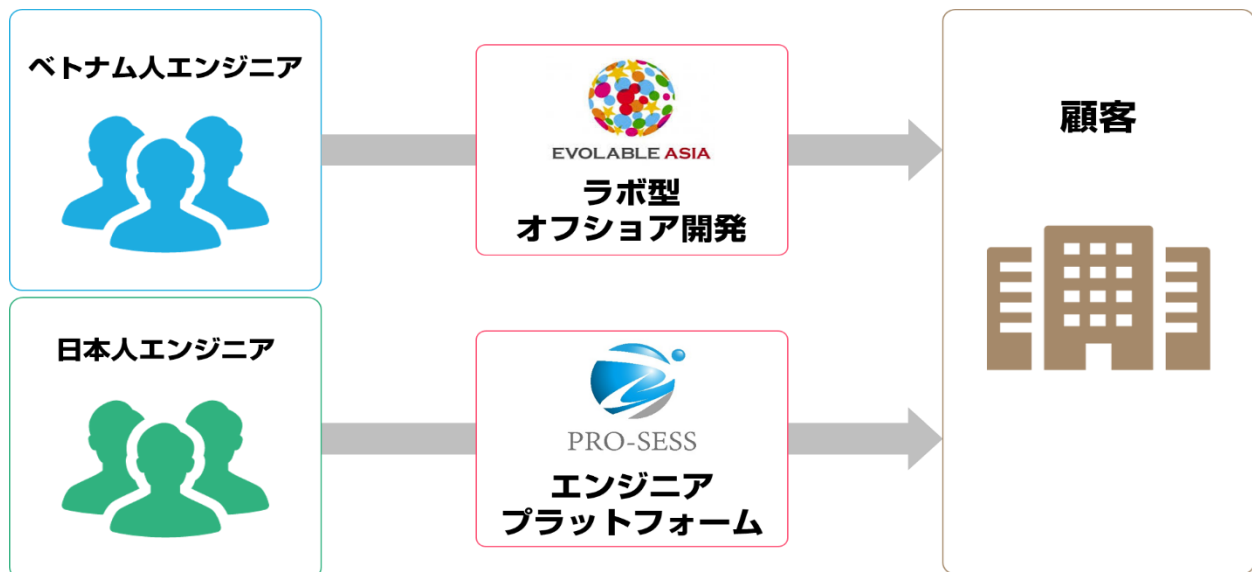 ベトナム人エンジニア
EVOLABLE ASIA
ラボ型
オフショア開発
顧客
日本人エンジニア
PRO-SESS
エンジニア
プラットフォーム